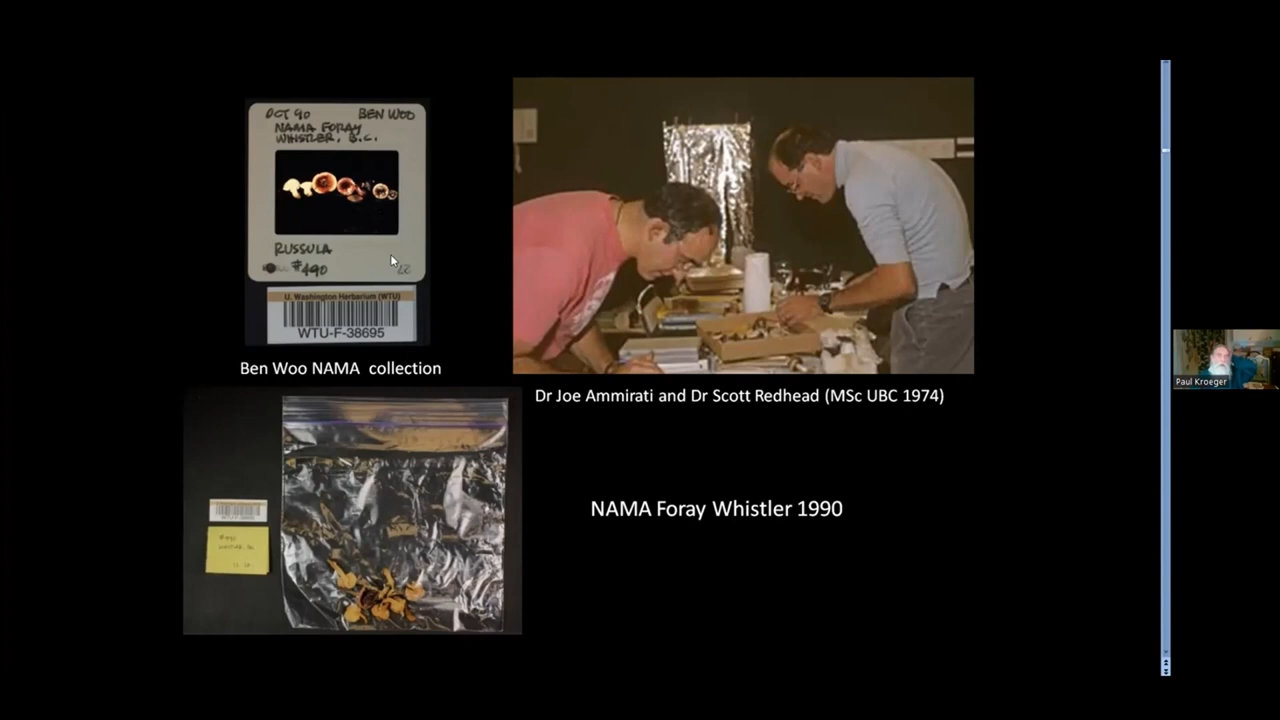 OCT 90 BEN WOO
NAMA FORAY
WHISTLER, B.C.
RUSSULA
#490
27
U. Washington Herbarium (WTU)
WTU-F-38695
Ben Woo NAMA collection
Dr Joe Ammirati and Dr Scott Redhead (MSc UBC 1974)
NAMA Foray Whistler 1990
Paul Kroeger